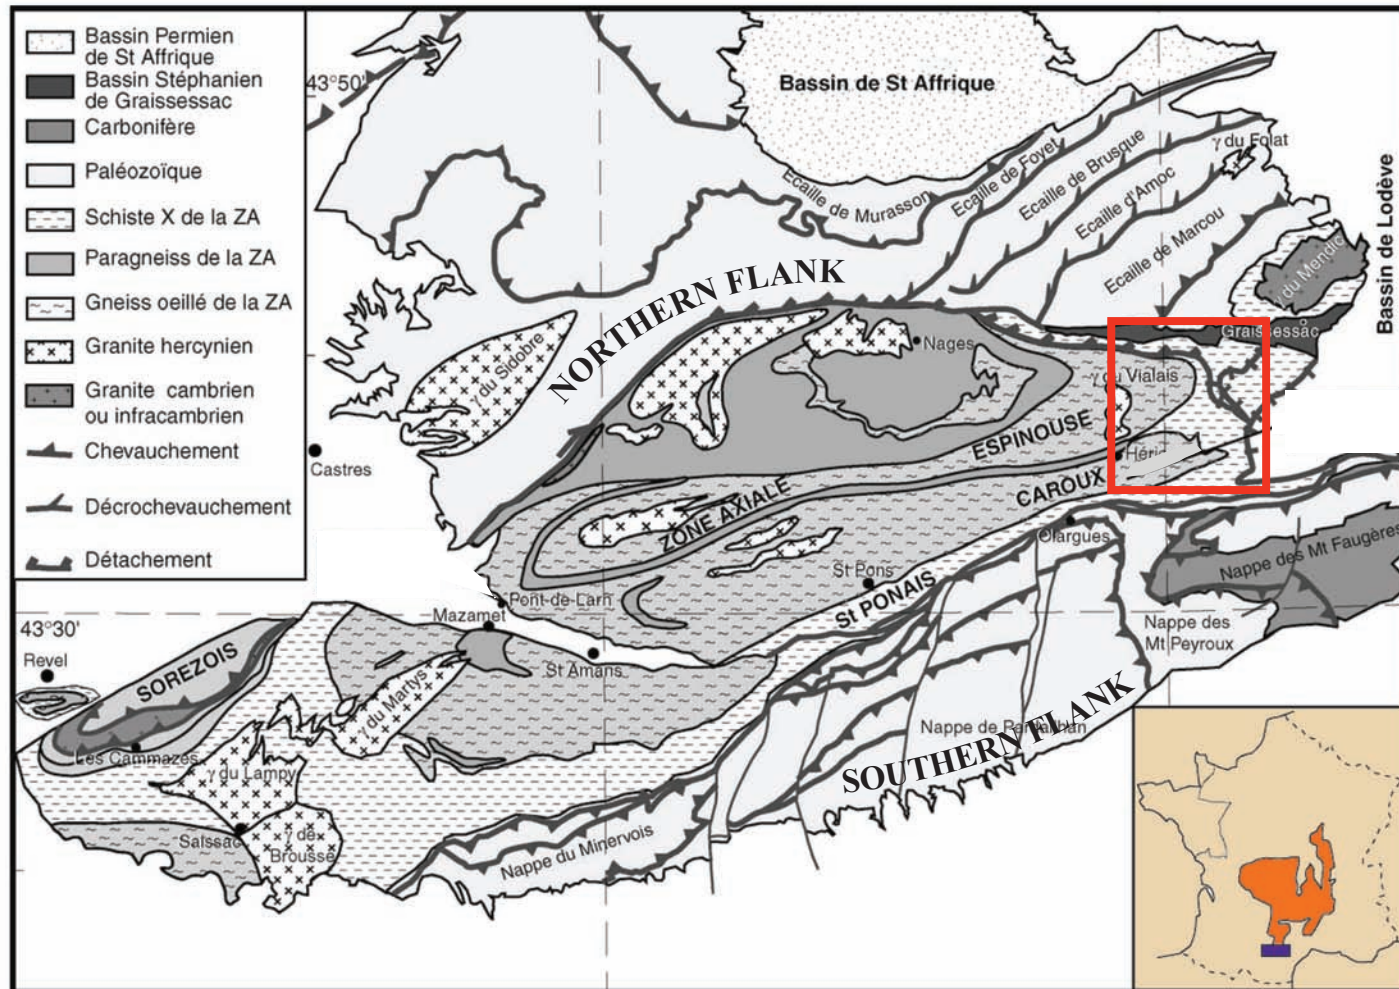 Bassin Permien
de St Affrique
Bassin Stéphanien
de Graissessac
Carbonifère
Paléozoïque
Schiste X de la ZA
Paragneiss de la ZA
Gneiss oeillé de la ZA
Granite hercynien
Granite cambrien
ou infracambrien
Chevauchement
Décrochevauchement
Détachement
43°50'
Bassin de St Affrique
Ecaille de Murasson
Ecaille de Foyet
Ecaille de Brusque
Ecaille d'Arnoc
Ecaille de Marcou
γ du Folat
γ du Mendic
Bassin de Lodève
Graissessac
NORTHERN FLANK
γ du Sidobre
Nages
γ du Vialais
Castres
ESPINOUSE
Héric
CAROUX
ZONE AXIALE
Olargues
Nappe des Mt Faugères
St Pons
St PONAIS
Pont-de-Larn
Mazamet
43°30'
Nappe des
Mt Peyroux
Revel
SOREZOIS
St Amans
γ du Martys
Nappe de Pardailhan
SOUTHERN FLANK
Les Cammazes
γ du Lampy
Saissac
γ de
Brousse
Nappe du Minervois